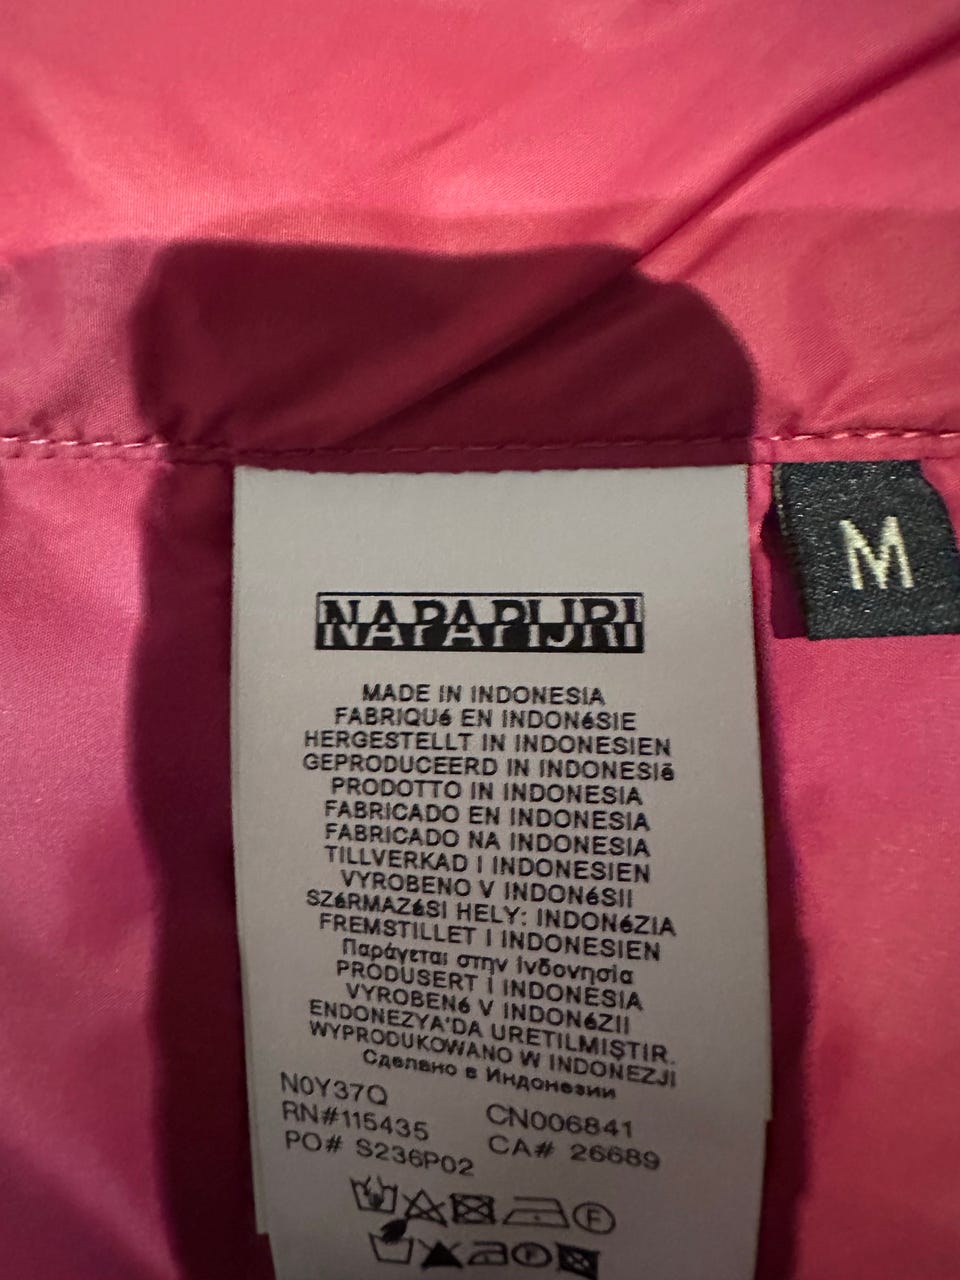 M
NAPAPIJRI
MADE IN INDONESIA
FABRIQUé EN INDONéSIE
HERGESTELLT IN INDONESIEN
GEPRODUCEERD IN INDONESIë
PRODOTTO IN INDONESIA
FABRICADO EN INDONESIA
FABRICADO NA INDONESIA
TILLVERKAD I INDONESIEN
VYROBENO V INDONéSII
SZáRMAZáSI HELY: INDONéZIA
FREMSTILLET I INDONESIEN
Παράγεται στην Ινδονησία
PRODUSERT I INDONESIA
VYROBENé V INDONéZII
ENDONEZYA'DA URETILMIŞTIR.
WYPRODUKOWANO W INDONEZJI
Сделано в Индонезии
N0Y37Q
RN#115435 CN006841
PO# S236P02 CA# 26689
F